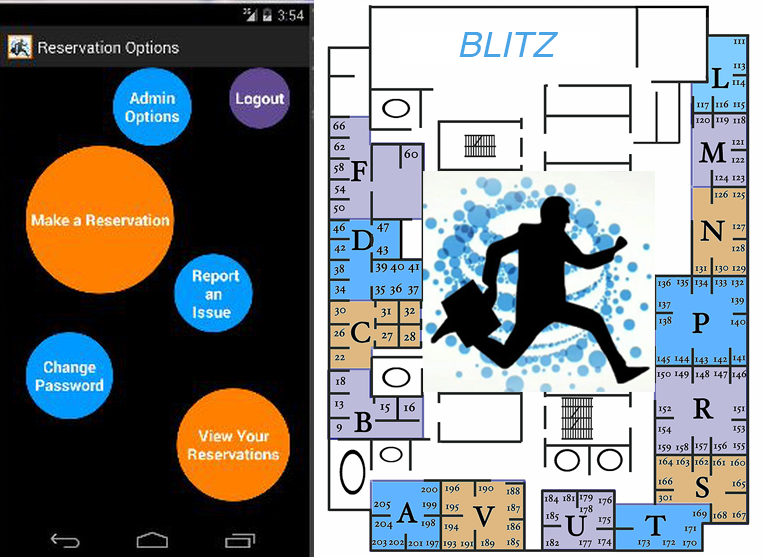 3G 3:54
Reservation Options
Admin
Options
Logout
Make a Reservation
Report
an
Issue
Change
Password
View Your
Reservations
BLITZ
111
L
113
114
117 116 115
120 119 118
M
121
122
124 123
126 125
N
127
128
131 130 129
136 135 134 133 132
137
138
P
139
140
145 144 143 142 141
150 149 148 147 146
152
R
151
153
159 158 157 156 155
164 163 162 161 160
166
301
S
165
169 168 167
66
62
58
54
50
F
60
46
42
38
34
D
47
43
39 40 41
35 36 37
30
26
22
C
31 32
27 28
18
13
9
B
15 16
200
205
204
A
199
198
203 202 201 197
196 190 188
195
194
V
187
186
193 191 189 185
184 181 179 176
178
185
U
175
182 177 174
T
171
173 172 170